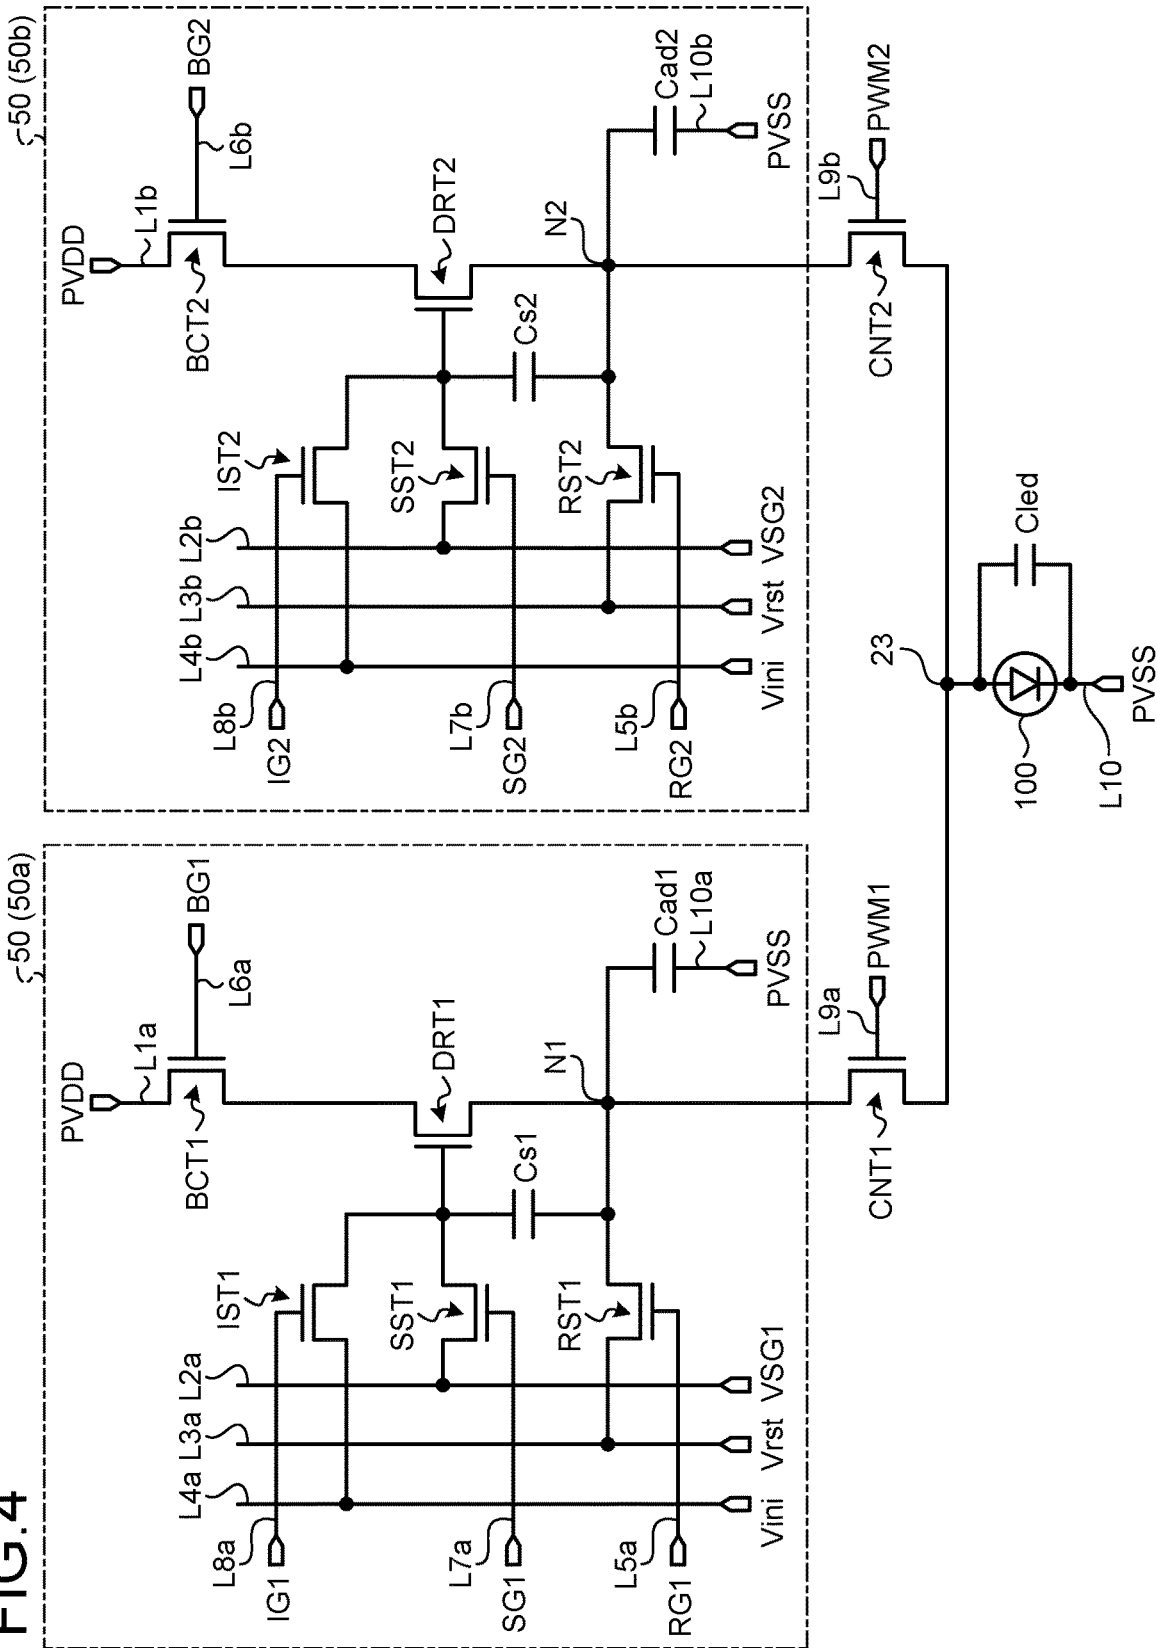 FIG.4
50 (50a)
PVDD
L1a
BG1
L6a
BCT1
IST1
DRT1
L4a L3a L2a
L8a
IG1
SST1
Cs1
L7a
SG1
RST1
N1
Cad1
L10a
L5a
RG1
Vini Vrst VSG1
PVSS
L9a
PWM1
CNT1
50 (50b)
PVDD
L1b
BG2
L6b
BCT2
IST2
DRT2
L4b L3b L2b
L8b
IG2
SST2
Cs2
L7b
SG2
RST2
N2
Cad2
L10b
L5b
RG2
Vini Vrst VSG2
PVSS
L9b
PWM2
CNT2
23
100
Cled
L10
PVSS